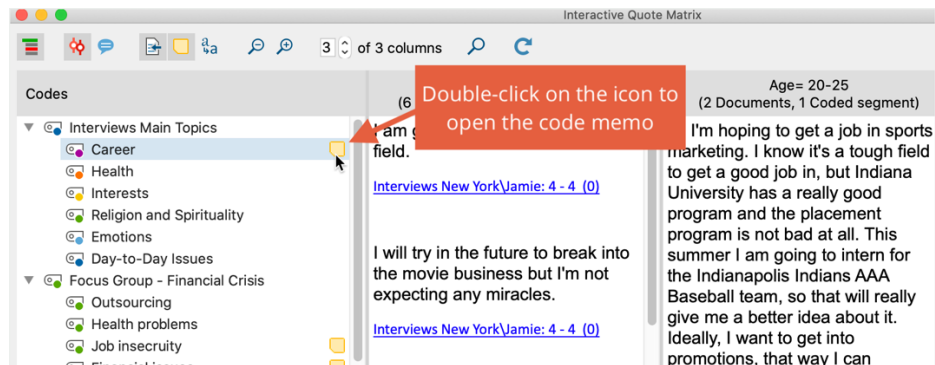 Interactive Quote Matrix
3 of 3 columns
Codes
Interviews Main Topics
Career
Health
Interests
Religion and Spirituality
Emotions
Day-to-Day Issues
Focus Group - Financial Crisis
Outsourcing
Health problems
Job insecurity
Double-click on the icon to
open the code memo
(6
I am g
field.
Interviews New York\Jamie: 4 - 4 (0)
I will try in the future to break into
the movie business but I'm not
expecting any miracles.
Interviews New York\Jamie: 4 - 4 (0)
Age= 20-25
(2 Documents, 1 Coded segment)
I'm hoping to get a job in sports
marketing. I know it's a tough field
to get a good job in, but Indiana
University has a really good
program and the placement
program is not bad at all. This
summer I am going to intern for
the Indianapolis Indians AAA
Baseball team, so that will really
give me a better idea about it.
Ideally, I want to get into
promotions, that way I can